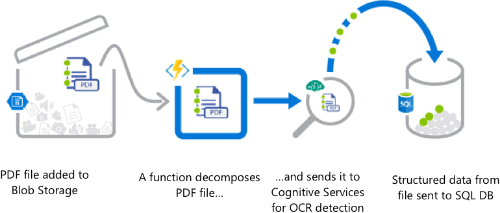 PDF
PDF
PDF
SQL
PDF file added to
Blob Storage
A function decomposes
PDF file...
...and sends it to
Cognitive Services
for OCR detection
Structured data from
file sent to SQL DB